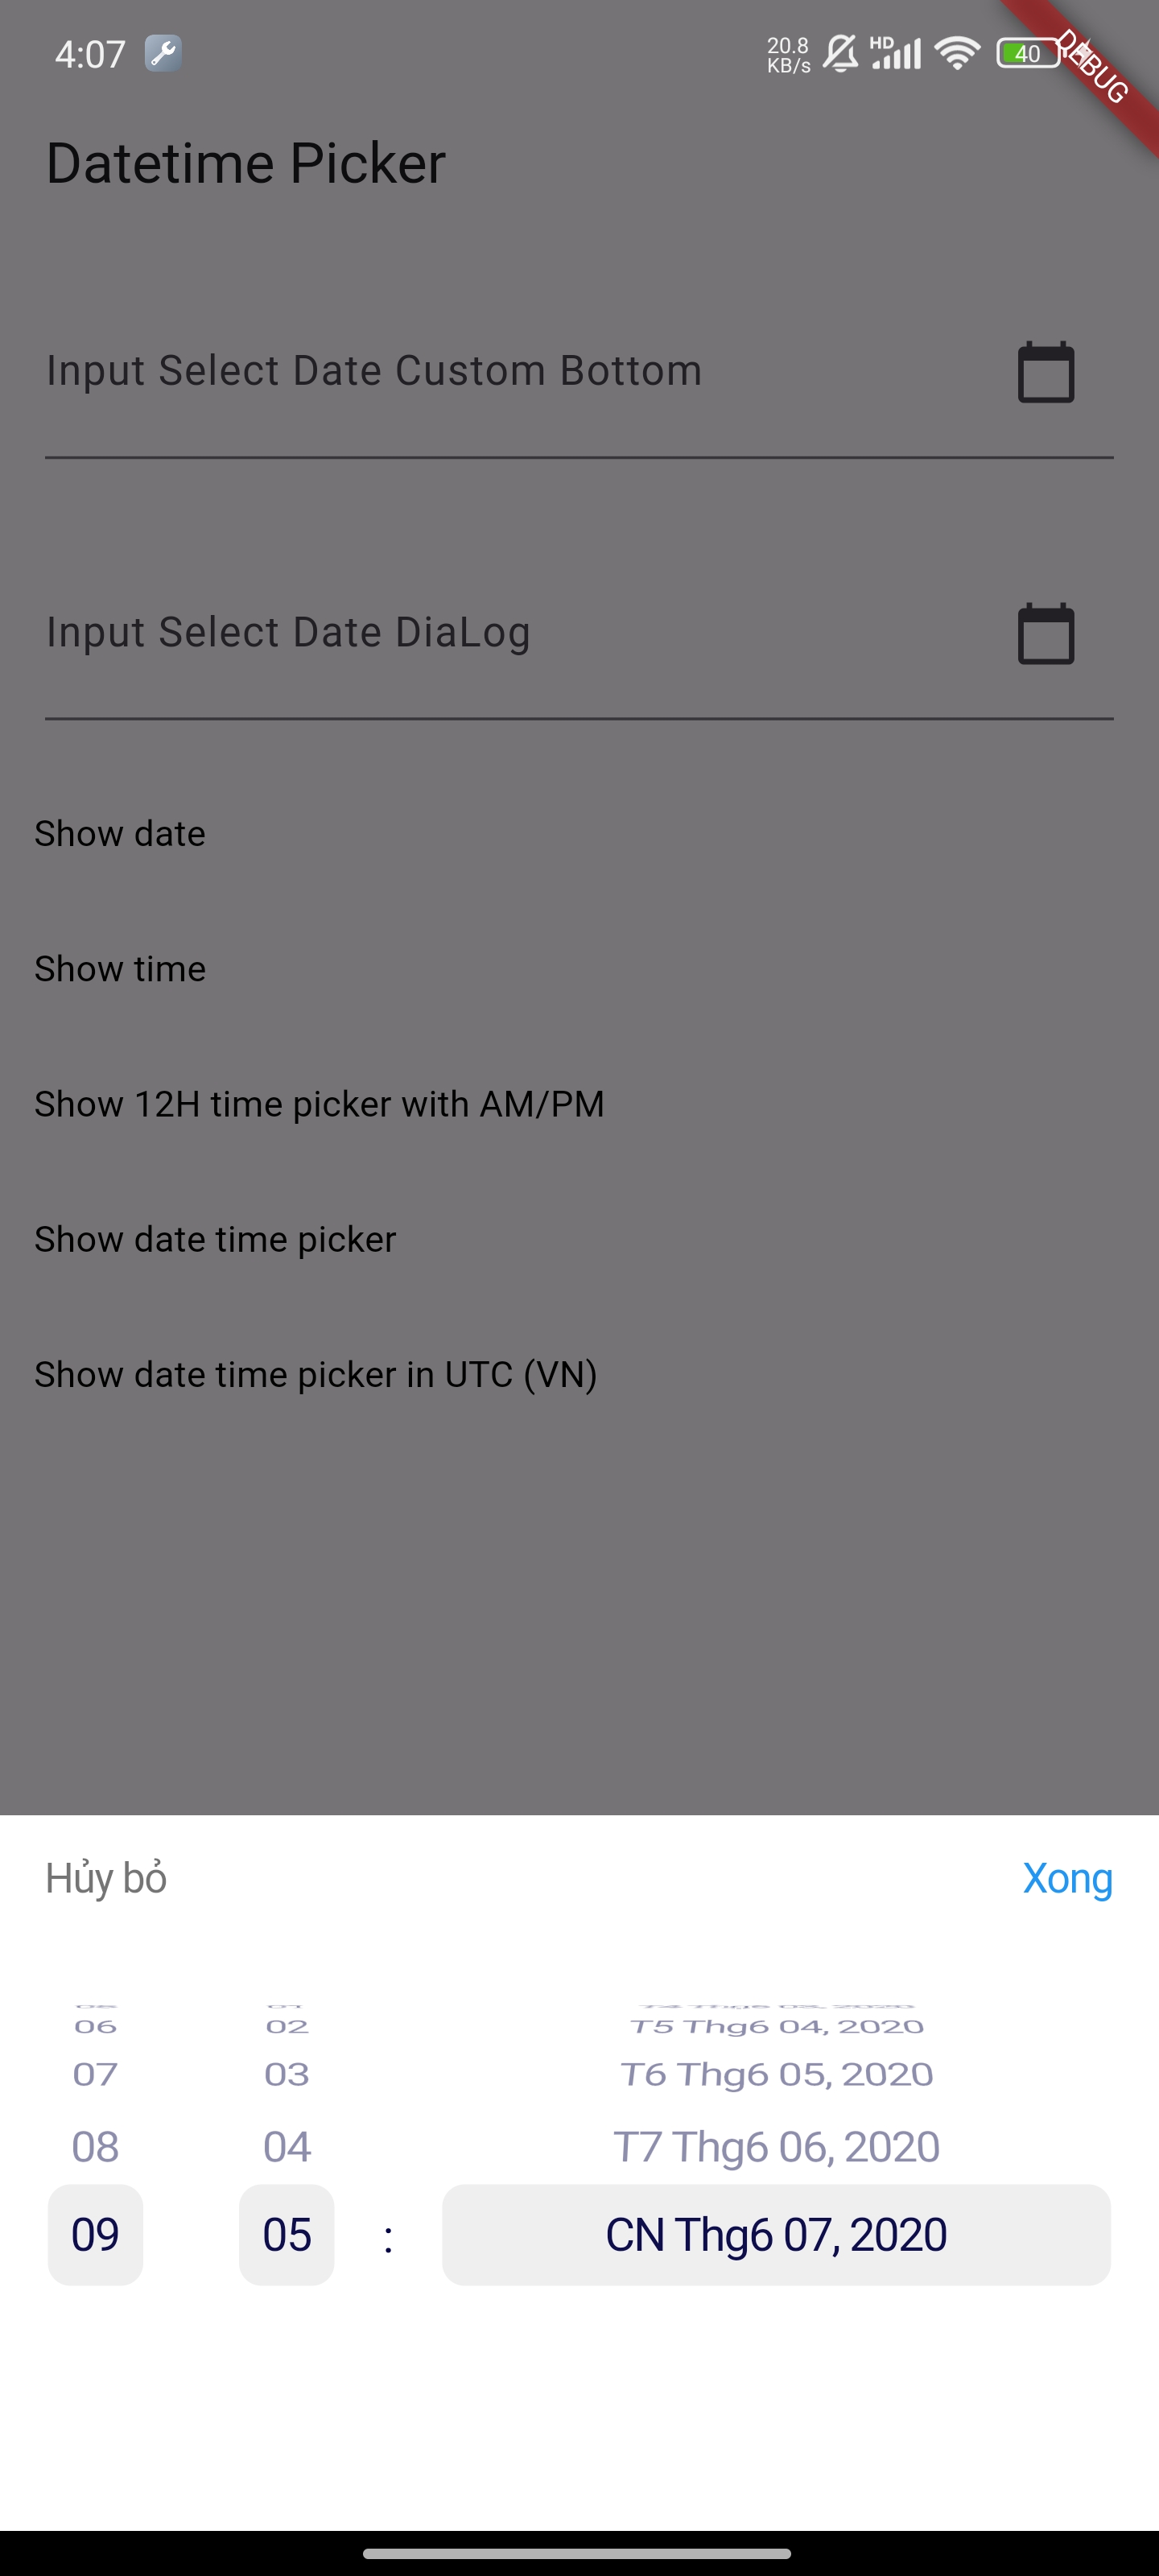 4:07
20.8
KB/s
HD
40
DEBUG
Datetime Picker
Input Select Date Custom Bottom
Input Select Date DiaLog
Show date
Show time
Show 12H time picker with AM/PM
Show date time picker
Show date time picker in UTC (VN)
Hủy bỏ Xong
06 02 T5 Thg6 04, 2020
07 03 T6 Thg6 05, 2020
08 04 T7 Thg6 06, 2020
09 05 : CN Thg6 07, 2020